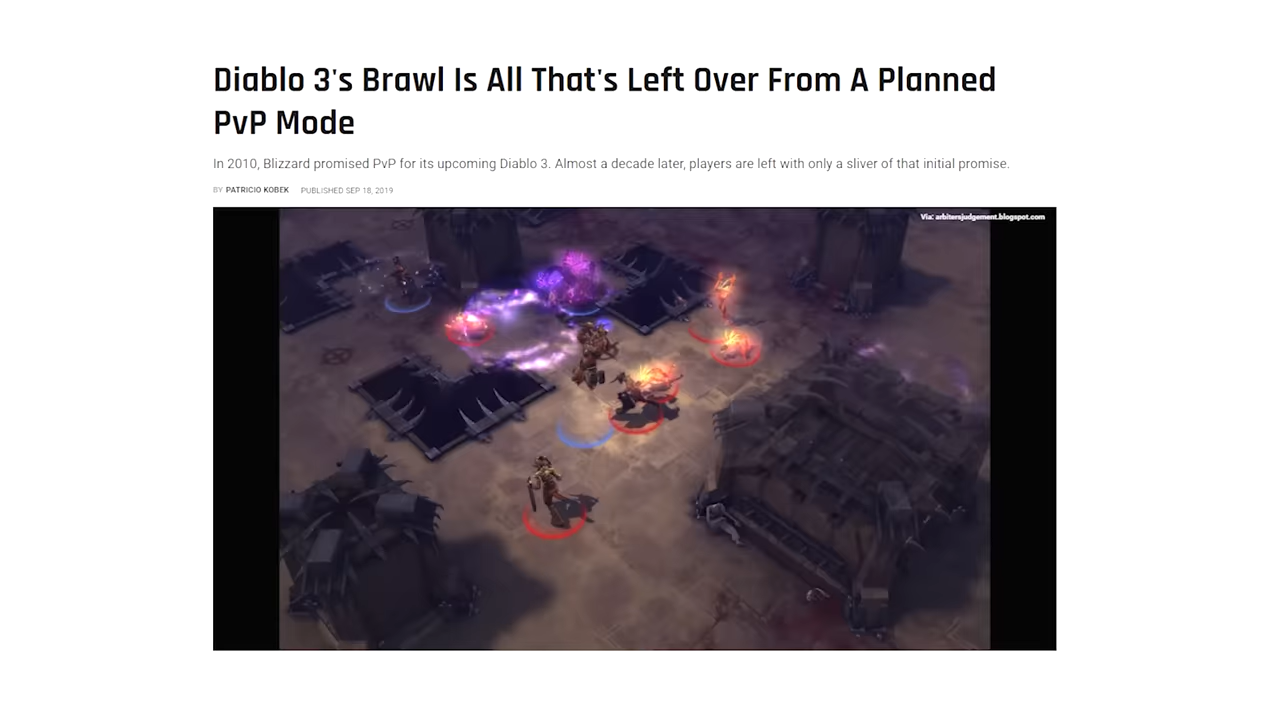 Diablo 3's Brawl Is All That's Left Over From A Planned
PvP Mode
In 2010, Blizzard promised PvP for its upcoming Diablo 3. Almost a decade later, players are left with only a sliver of that initial promise.
BY PATRICIO KOBEK PUBLISHED SEP 18, 2019
Via: arbitersjudgement.blogspot.com